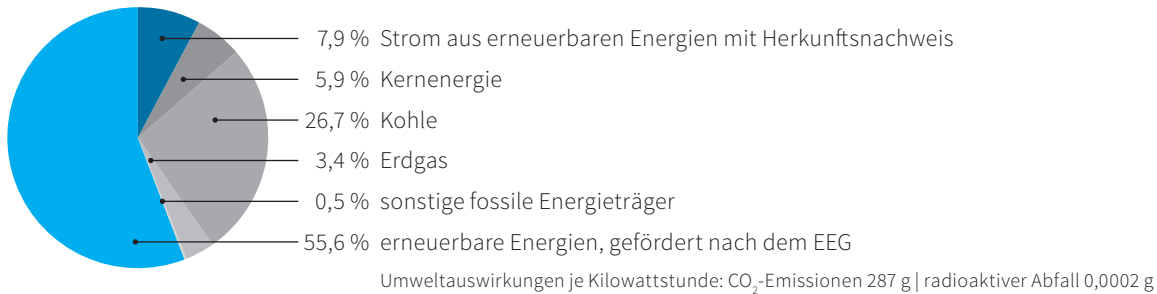 7,9 % Strom aus erneuerbaren Energien mit Herkunftsnachweis
5,9 % Kernenergie
26,7 % Kohle
3,4 % Erdgas
0,5 % sonstige fossile Energieträger
55,6 % erneuerbare Energien, gefördert nach dem EEG
Umweltauswirkungen je Kilowattstunde: CO₂-Emissionen 287 g | radioaktiver Abfall 0,0002 g